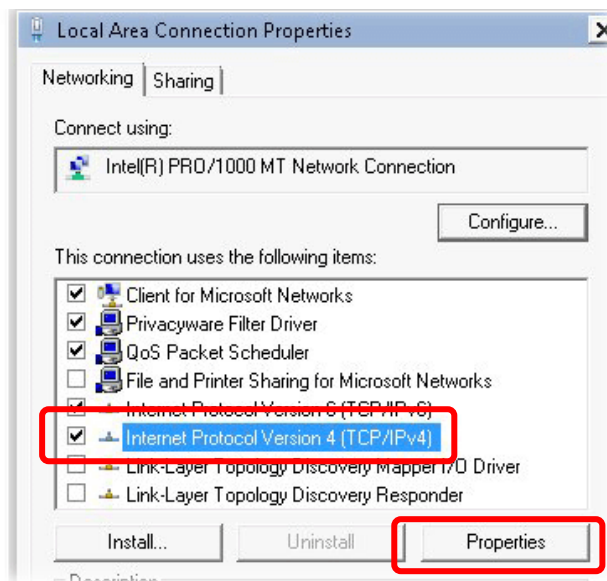 Local Area Connection Properties
Networking
Sharing
Connect using:
Intel(R) PRO/1000 MT Network Connection
Configure...
This connection uses the following items:
Client for Microsoft Networks
Privacyware Filter Driver
QoS Packet Scheduler
File and Printer Sharing for Microsoft Networks
Internet Protocol Version 6 (TCP/IPv6)
Internet Protocol Version 4 (TCP/IPv4)
Link-Layer Topology Discovery Mapper I/O Driver
Link-Layer Topology Discovery Responder
Install...
Uninstall
Properties
Description